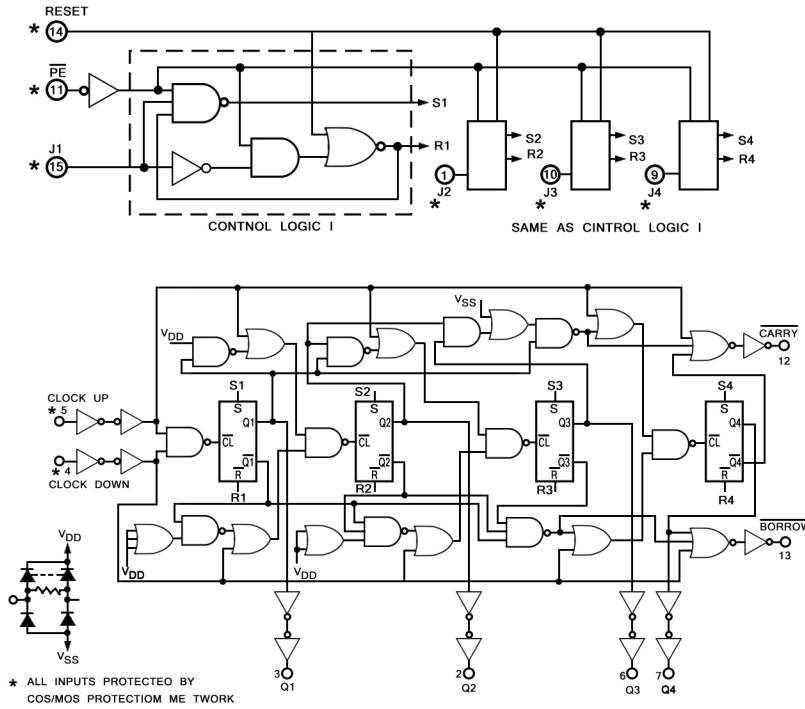 RESET
* 14
PE
* 11
S1
J1
* 15
R1
S2
R2
S3
R3
S4
R4
1
J2
*
10
J3
*
9
J4
*
CONTNOL LOGIC I
SAME AS CINTROL LOGIC I
VSS
VDD
CARRY
12
CLOCK UP
* 5
* 4
CLOCK DOWN
S1
S
Q1
CL
Q1
R
R1
S2
S
Q2
CL
Q2
R
R2
S3
S
Q3
CL
Q3
R
R3
S4
S
Q4
CL
Q4
R
R4
VDD
VDD
BORROW
13
VDD
VSS
3
Q1
2
Q2
6
Q3
7
Q4
* ALL INPUTS PROTECTEO BY
COS/MOS PROTECTIOM ME TWORK